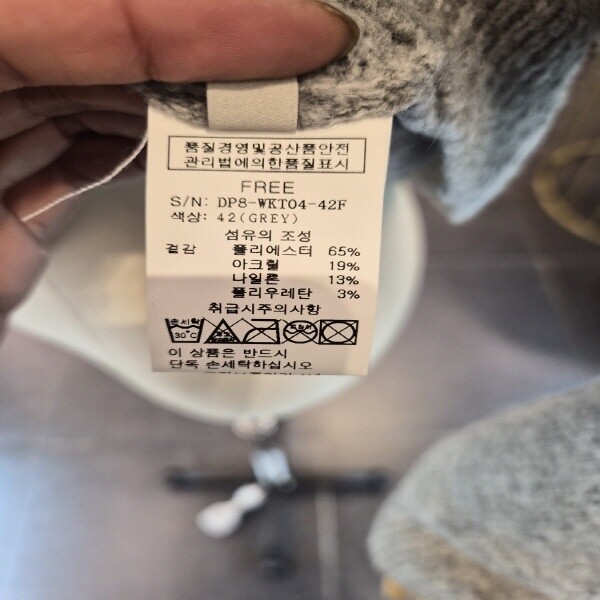 품질경영및공산품안전
관리법에의한품질표시
FREE
S/N: DP8-WKT04-42F
색상: 42(GREY)
섬유의 조성
겉감 폴리에스터 65%
아크릴 19%
나일론 13%
폴리우레탄 3%
취급시주의사항
손세탁
30°C
이 상품은 반드시
단독 손세탁하십시오